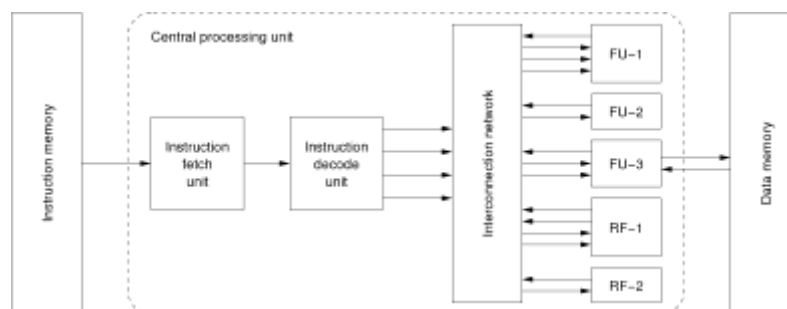 Central processing unit
Instruction memory
Instruction
fetch
unit
Instruction
decode
unit
Interconnection network
FU-1
FU-2
FU-3
RF-1
RF-2
Data memory